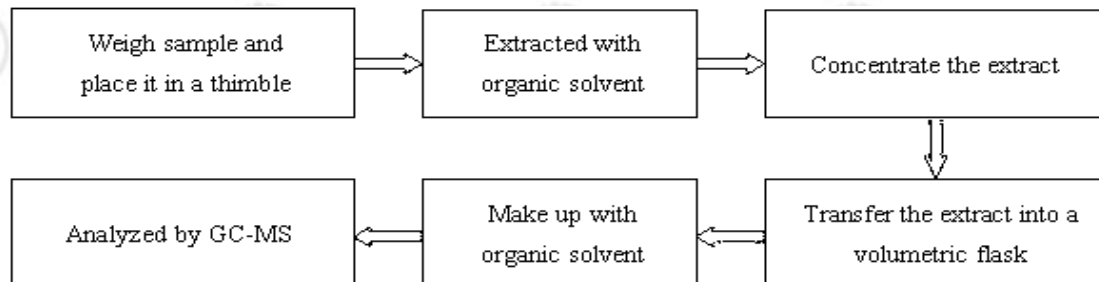 Weigh sample and
place it in a thimble
Extracted with
organic solvent
Concentrate the extract
Transfer the extract into a
volumetric flask
Make up with
organic solvent
Analyzed by GC-MS